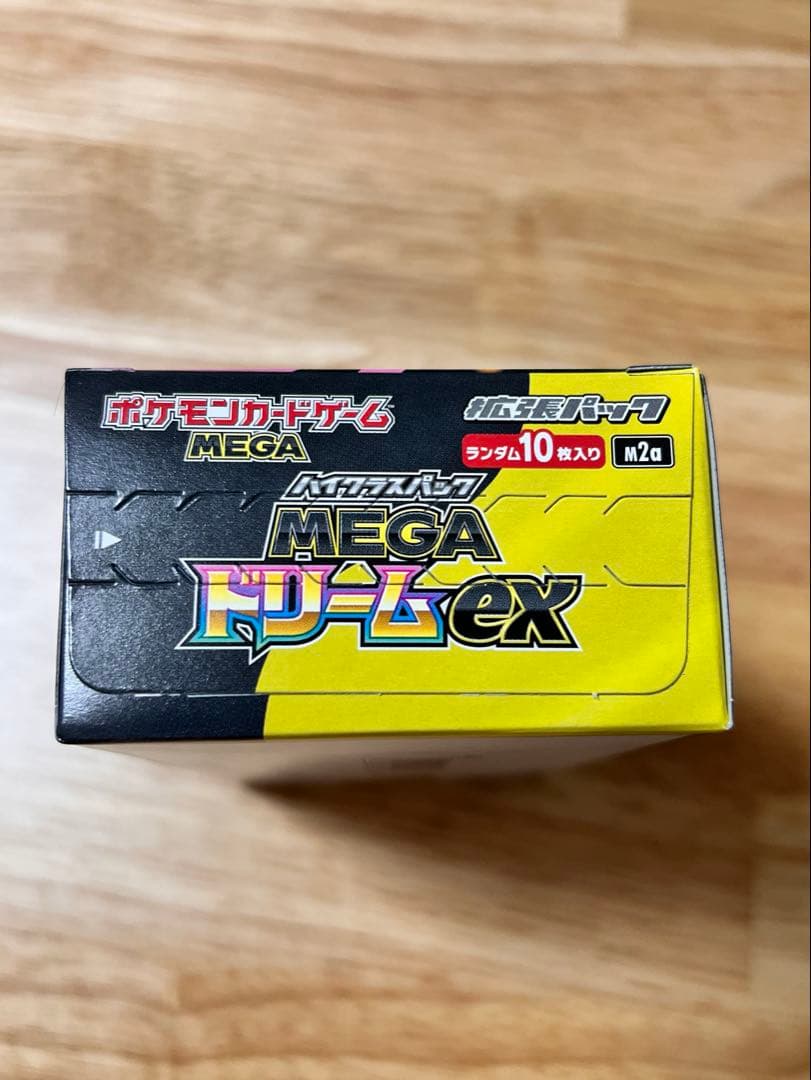 ポケモンカードゲーム
MEGA
拡張パック
ランダム10枚入り
M2a
ハイクラスパック
MEGA
ドリームex